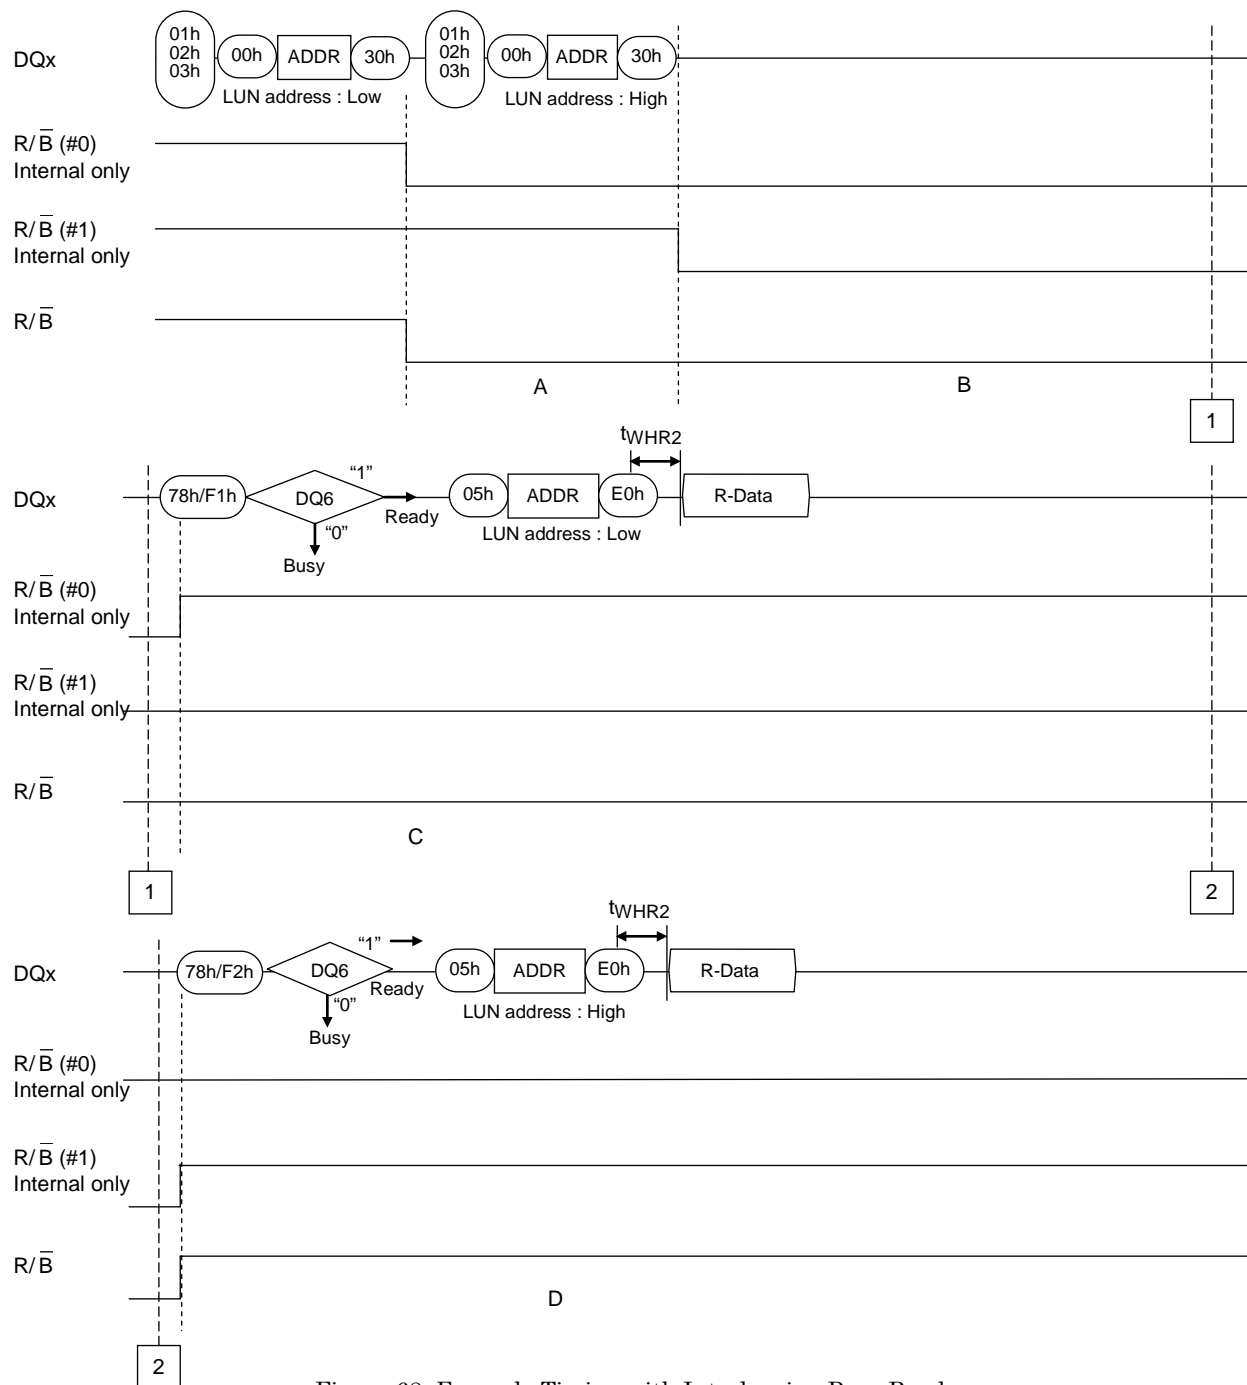 DQx
01h
02h
03h
00h
ADDR
30h
01h
02h
03h
00h
ADDR
30h
LUN address : Low
LUN address : High
R/B̅ (#0)
Internal only
R/B̅ (#1)
Internal only
R/B̅
A
B
1
tWHR2
DQx
78h/F1h
DQ6
“1”
Ready
“0”
Busy
05h
ADDR
E0h
R-Data
LUN address : Low
R/B̅ (#0)
Internal only
R/B̅ (#1)
Internal only
R/B̅
C
1
2
tWHR2
DQx
78h/F2h
DQ6
“1”
Ready
“0”
Busy
05h
ADDR
E0h
R-Data
LUN address : High
R/B̅ (#0)
Internal only
R/B̅ (#1)
Internal only
R/B̅
D
2